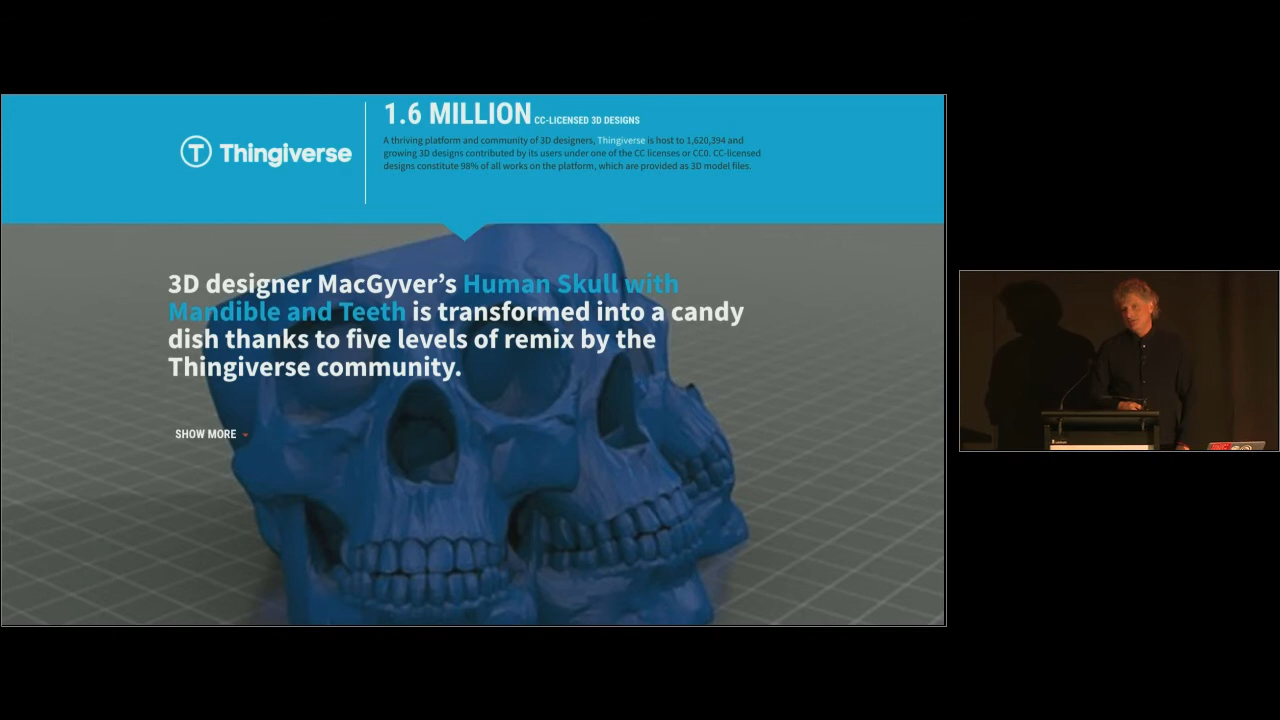 1.6 MILLION CC-LICENSED 3D DESIGNS
A thriving platform and community of 3D designers, Thingiverse is host to 1,620,394 and
growing 3D designs contributed by its users under one of the CC licenses or CC0. CC-licensed
designs constitute 98% of all works on the platform, which are provided as 3D model files.
Thingiverse
3D designer MacGyver’s Human Skull with
Mandible and Teeth is transformed into a candy
dish thanks to five levels of remix by the
Thingiverse community.
SHOW MORE